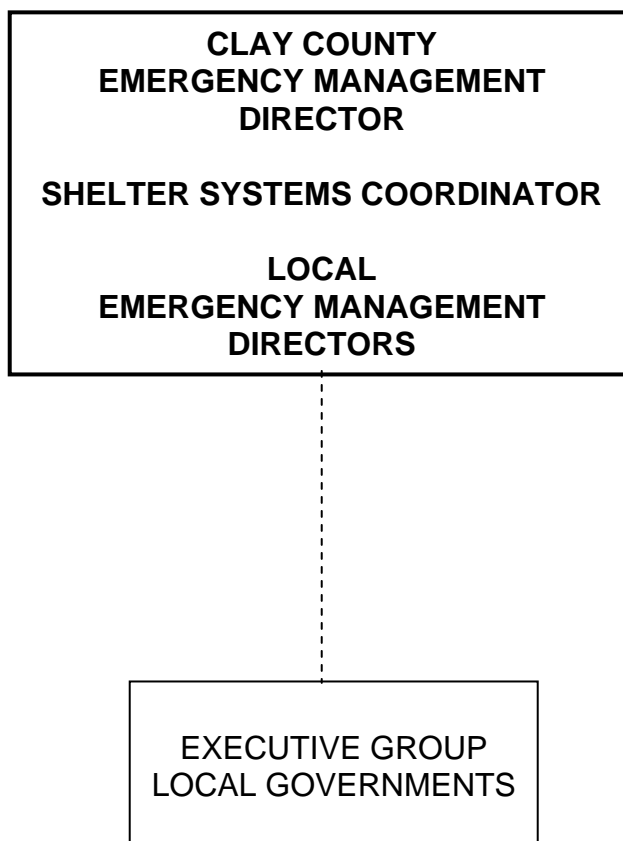 CLAY COUNTY
EMERGENCY MANAGEMENT
DIRECTOR
SHELTER SYSTEMS COORDINATOR
LOCAL
EMERGENCY MANAGEMENT
DIRECTORS
EXECUTIVE GROUP
LOCAL GOVERNMENTS